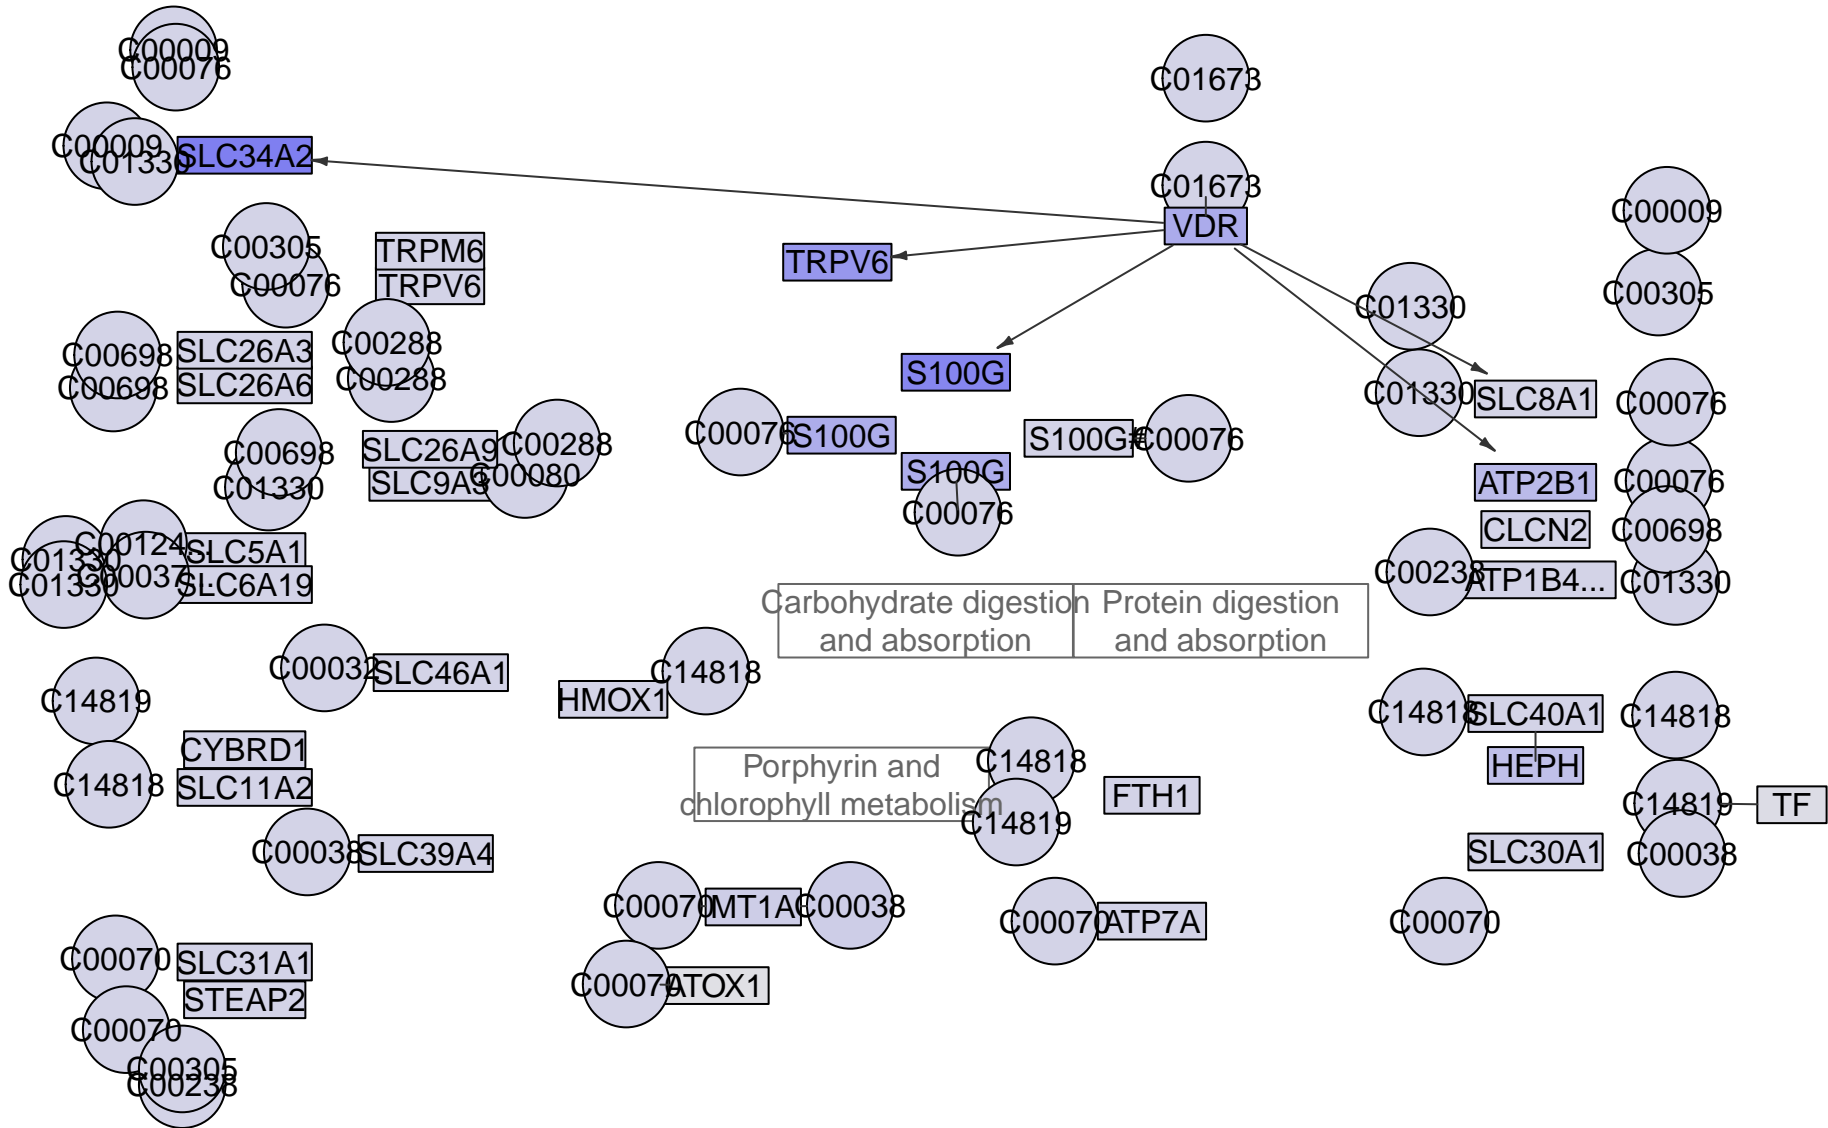 C00009
C00076
C01673
C00009
C01330
SLC34A2
C01673
VDR
C00009
C00305
TRPM6
TRPV6
C00076
TRPV6
C00305
C01330
C00698
SLC26A3
C00288
C00698
SLC26A6
C00288
S100G
C01330
SLC8A1
C00076
C00698
SLC26A9
C00288
C00076
S100G
S100G#
C00076
C01330
SLC9A3
C00080
S100G
C00076
ATP2B1
C00076
CLCN2
C00698
C01330
C00124...
SLC5A1
C01330
C00037...
SLC6A19
C00238
ATP1B4...
C01330
Carbohydrate digestion
and absorption
Protein digestion
and absorption
C00032
SLC46A1
HMOX1
C14818
C14819
C14818
SLC40A1
C14818
CYBRD1
C14818
SLC11A2
Porphyrin and
chlorophyll metabolism
C14818
C14819
FTH1
HEPH
C14819
TF
C00038
SLC39A4
SLC30A1
C00038
C00070
MT1A
C00038
C00070
ATP7A
C00070
C00070
SLC31A1
STEAP2
C00070
ATOX1
C00070
C00305
C00238